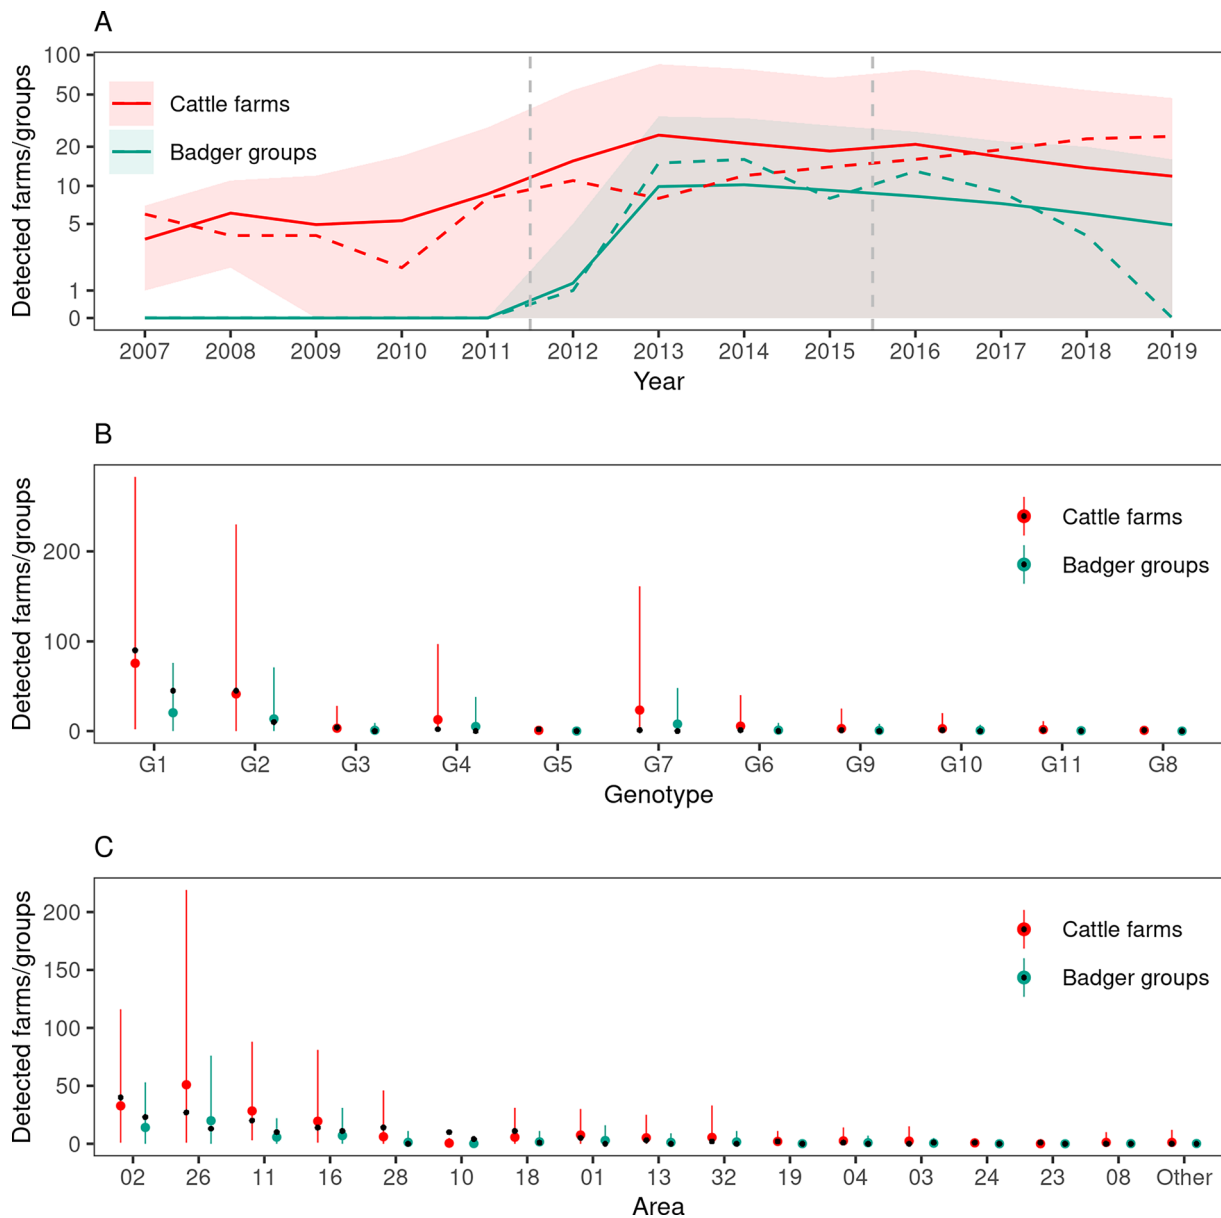 A
Detected farms/groups
100
50
20
10
5
1
0
Cattle farms
Badger groups
2007 2008 2009 2010 2011 2012 2013 2014 2015 2016 2017 2018 2019
Year
B
Detected farms/groups
200
100
0
Cattle farms
Badger groups
G1 G2 G3 G4 G5 G7 G6 G9 G10 G11 G8
Genotype
C
Detected farms/groups
200
150
100
50
0
Cattle farms
Badger groups
02 26 11 16 28 10 18 01 13 32 19 04 03 24 23 08 Other
Area